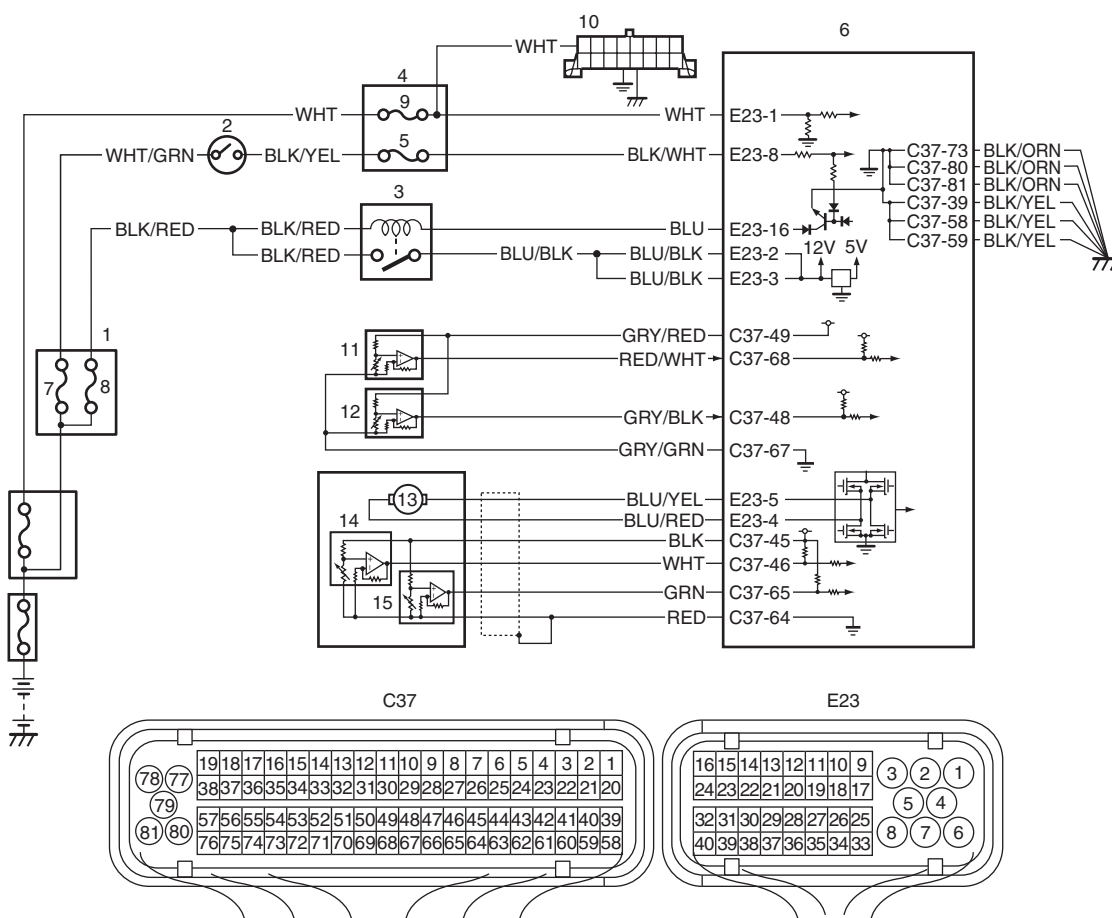 10
6
WHT
4
9
WHT
WHT
E23-1
2
C37-73
BLK/ORN
WHT/GRN
BLK/YEL
5
BLK/WHT
E23-8
C37-80
BLK/ORN
C37-81
BLK/ORN
3
C37-39
BLK/YEL
C37-58
BLK/YEL
BLK/RED
BLK/RED
BLU
E23-16
C37-59
BLK/YEL
12V
5V
BLK/RED
BLU/BLK
BLU/BLK
E23-2
BLU/BLK
E23-3
1
7
8
11
GRY/RED
C37-49
RED/WHT
C37-68
12
GRY/BLK
C37-48
GRY/GRN
C37-67
13
BLU/YEL
E23-5
14
BLU/RED
E23-4
BLK
C37-45
WHT
C37-46
15
GRN
C37-65
RED
C37-64
C37
E23
19 18 17 16 15 14 13 12 11 10 9 8 7 6 5 4 3 2 1
38 37 36 35 34 33 32 31 30 29 28 27 26 25 24 23 22 21 20
57 56 55 54 53 52 51 50 49 48 47 46 45 44 43 42 41 40 39
76 75 74 73 72 71 70 69 68 67 66 65 64 63 62 61 60 59 58
78 77
79
81 80
16 15 14 13 12 11 10 9
24 23 22 21 20 19 18 17
32 31 30 29 28 27 26 25
40 39 38 37 36 35 34 33
3 2 1
5 4
8 7 6